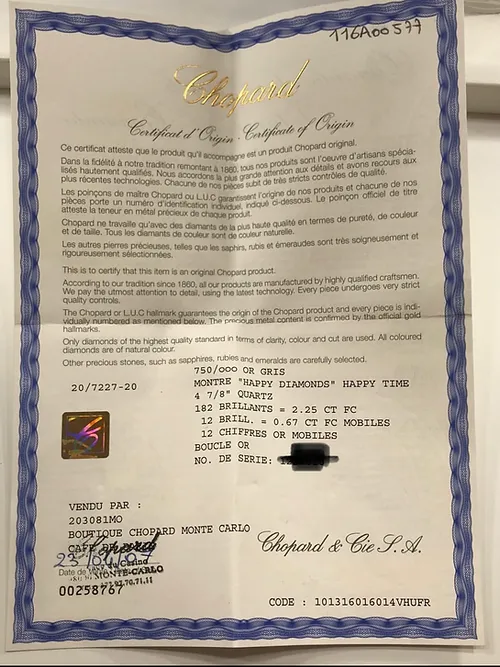 116A00577
Chopard
Certificat d'Origin - Certificate of Origin
Ce certificat atteste que le produit qu'il accompagne est un produit Chopard original.
Dans la fidélité à notre tradition remontant à 1860, tous nos produits sont l'oeuvre d'artisans spécia-
lisés hautement qualifiés. Nous accordons la plus grande attention aux détails et avons recours aux
plus récentes technologies. Chacune de nos pièces subit de très stricts contrôles de qualité.
Les poinçons de maître Chopard ou L.U.C garantissent l'origine de nos produits et chacune de nos
pièces porte un numéro d'identification individuel, indiqué ci-dessous. Le poinçon officiel de titre
atteste la teneur en métal précieux de chaque produit.
Chopard ne travaille qu'avec des diamants de la plus haute qualité en termes de pureté, de couleur
et de taille. Tous les diamants de couleur sont de couleur naturelle.
Les autres pierres précieuses, telles que les saphirs, rubis et émeraudes sont très soigneusement et
rigoureusement sélectionnées.
This is to certify that this item is an original Chopard product.
According to our tradition since 1860, all our products are manufactured by highly qualified craftsmen.
We pay the utmost attention to detail, using the latest technology. Every piece undergoes very strict
quality controls.
The Chopard or L.U.C hallmark guarantees the origin of the Chopard product and every piece is indi-
vidually numbered as mentioned below. The precious metal content is confirmed by the official gold
hallmarks.
Only diamonds of the highest quality standard in terms of clarity, colour and cut are used. All coloured
diamonds are of natural colour.
Other precious stones, such as sapphires, rubies and emeralds are carefully selected.
750/000 OR GRIS
20/7227-20 MONTRE "HAPPY DIAMONDS" HAPPY TIME
4 7/8" QUARTZ
182 BRILLANTS = 2.25 CT FC
12 BRILL. = 0.67 CT FC MOBILES
12 CHIFFRES OR MOBILES
BOUCLE OR
NO. DE SERIE:
VENDU PAR :
203081MO
BOUTIQUE CHOPARD MONTE CARLO
CAFE DE
Chopard
Date de
MONTE-CARLO
00258767
Chopard & Cie S.A.
CODE : 101316016014VHUFR